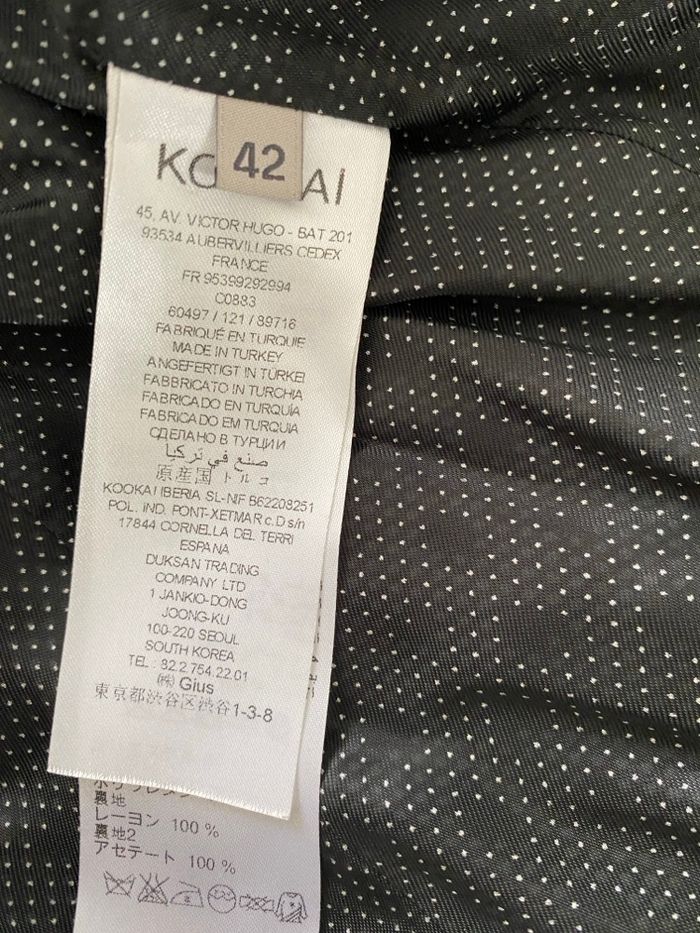 42
KOOKAI
45, AV. VICTOR HUGO - BAT 201
93534 AUBERVILLIERS CEDEX
FRANCE
FR 95399292994
C0883
60497 / 121 / 89716
FABRIQUÉ EN TURQUIE
MADE IN TURKEY
ANGEFERTIGT IN TÜRKEI
FABBRICATO IN TURCHIA
FABRICADO EN TURQUÍA
FABRICADO EM TURQUIA
СДЕЛАНО В ТУРЦИИ
صنع في تركيا
原産国 トルコ
KOOKAI IBERIA SL-NIF B62208251
POL. IND. PONT-XETMAR c.D s/n
17844 CORNELLA DEL TERRI
ESPANA
DUKSAN TRADING
COMPANY LTD
1 JANKIO-DONG
JOONG-KU
100-220 SEOUL
SOUTH KOREA
TEL : 82.2.754.22.01
㈱ Gius
東京都渋谷区渋谷1-3-8
裏地
レーヨン 100 %
裏地2
アセテート 100 %